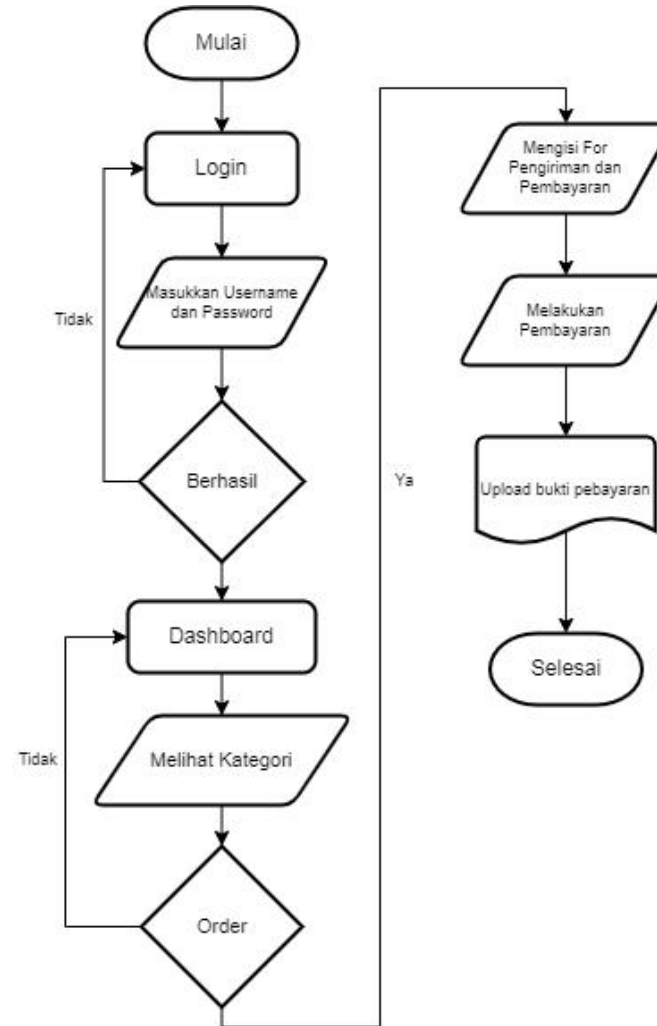 Mulai
Login
Masukkan Username
dan Password
Tidak
Berhasil
Dashboard
Tidak
Melihat Kategori
Order
Ya
Mengisi For
Pengiriman dan
Pembayaran
Melakukan
Pembayaran
Upload bukti pebayaran
Selesai